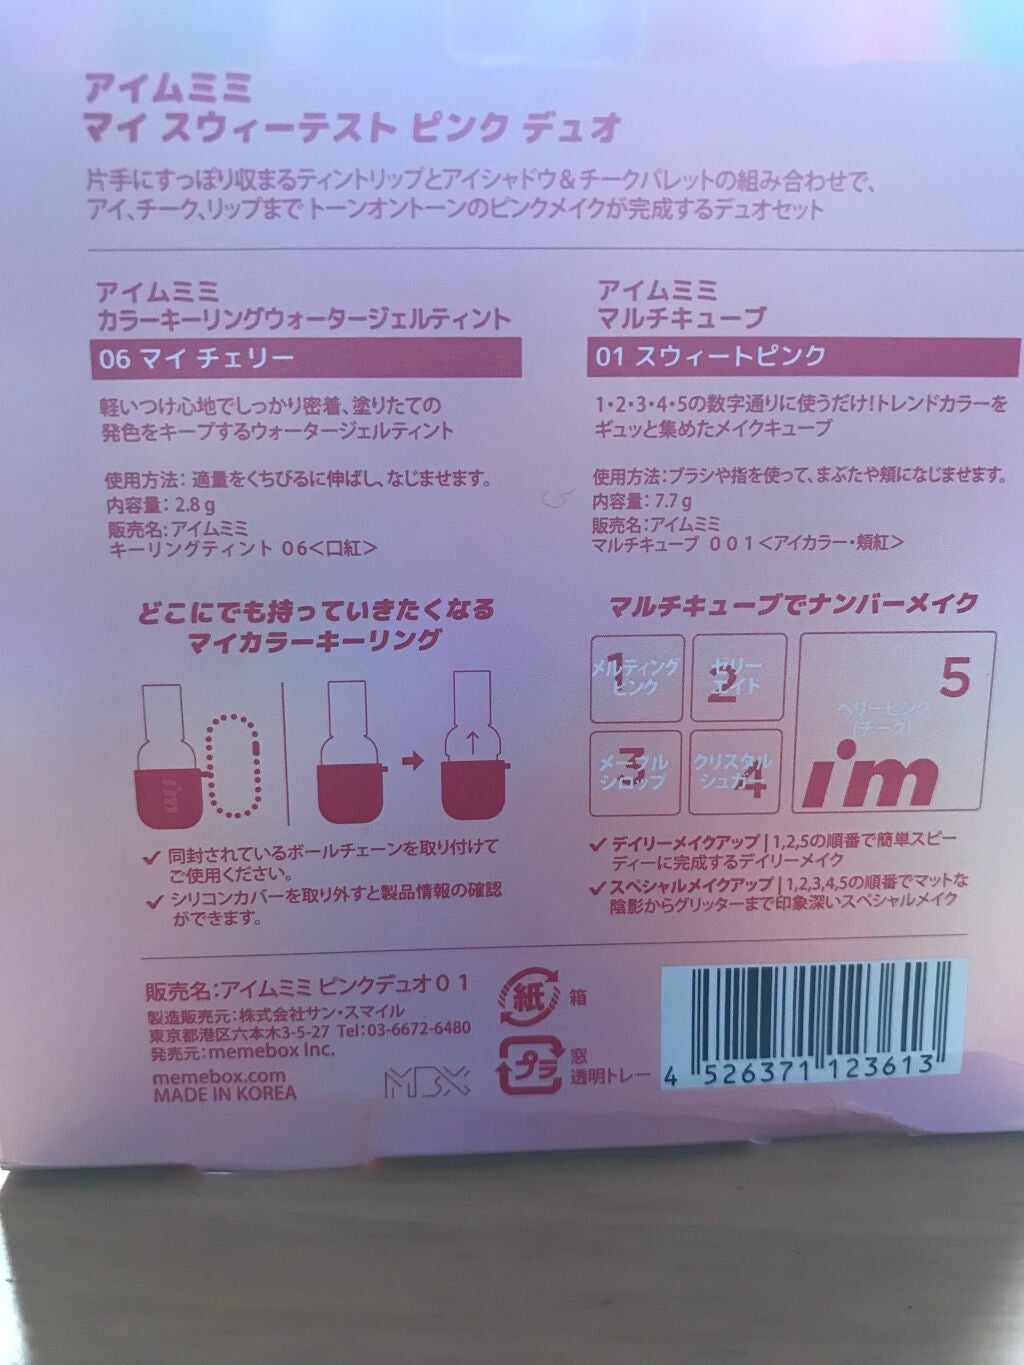 アイムミミ
マイ スウィーテスト ピンク デュオ
片手にすっぽり収まるティントリップとアイシャドウ&チークパレットの組み合わせで、
アイ、チーク、リップまでトーンオントーンのピンクメイクが完成するデュオセット
アイムミミ
カラーキーリングウォータージェルティント
06 マイ チェリー
軽いつけ心地でしっかり密着、塗りたての
発色をキープするウォータージェルティント
使用方法: 適量をくちびるに伸ばし、なじませます。
内容量: 2.8 g
販売名: アイムミミ
キーリングティント 06<口紅>
どこにでも持っていきたくなる
マイカラーキーリング
i'm
✓ 同封されているボールチェーンを取り付けて
ご使用ください。
✓ シリコンカバーを取り外すと製品情報の確認
ができます。
アイムミミ
マルチキューブ
01 スウィートピンク
1・2・3・4・5の数字通りに使うだけ!トレンドカラーを
ギュッと集めたメイクキューブ
使用方法:ブラシや指を使って、まぶたや頬になじませます。
内容量: 7.7 g
販売名:アイムミミ
マルチキューブ 001<アイカラー・頬紅>
マルチキューブでナンバーメイク
1 メルティング
ピンク
2 ゼリー
エイド
3 メープル
シロップ
4 クリスタル
シュガー
5
ベリーピンク
(チーク)
i'm
✓ デイリーメイクアップ | 1,2,5の順番で簡単スピー
ディーに完成するデイリーメイク
✓ スペシャルメイクアップ | 1,2,3,4,5の順番でマットな
陰影からグリッターまで印象深いスペシャルメイク
販売名:アイムミミ ピンクデュオ01
製造販売元:株式会社サン・スマイル
東京都港区六本木3-5-27 Tel:03-6672-6480
発売元:memebox Inc.
memebox.com
MADE IN KOREA
MBX
紙 箱
プラ 窓
透明トレー
4 526371 123613